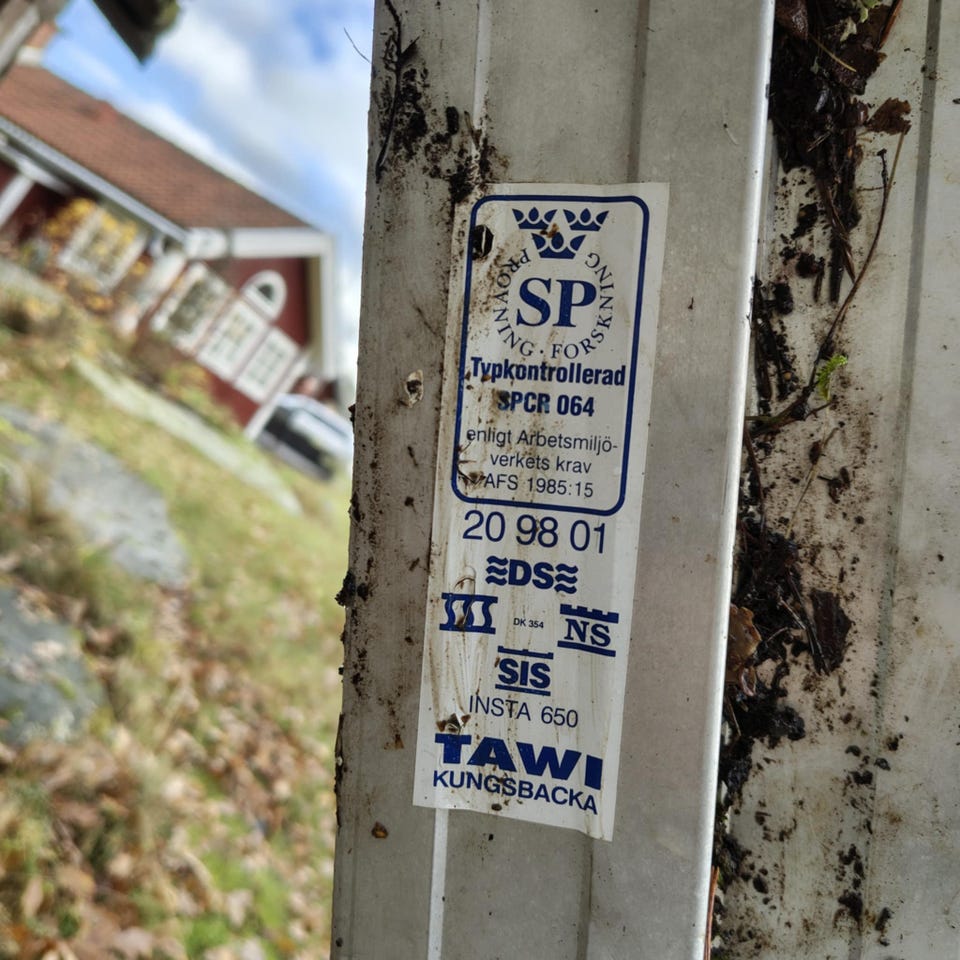 PROVNING · FORSKNING
SP
Typkontrollerad
SPCR 064
enligt Arbetsmiljö-
verkets krav
AFS 1985:15
20 98 01
DS
DK 354
NS
SIS
INSTA 650
TAWI
KUNGSBACKA